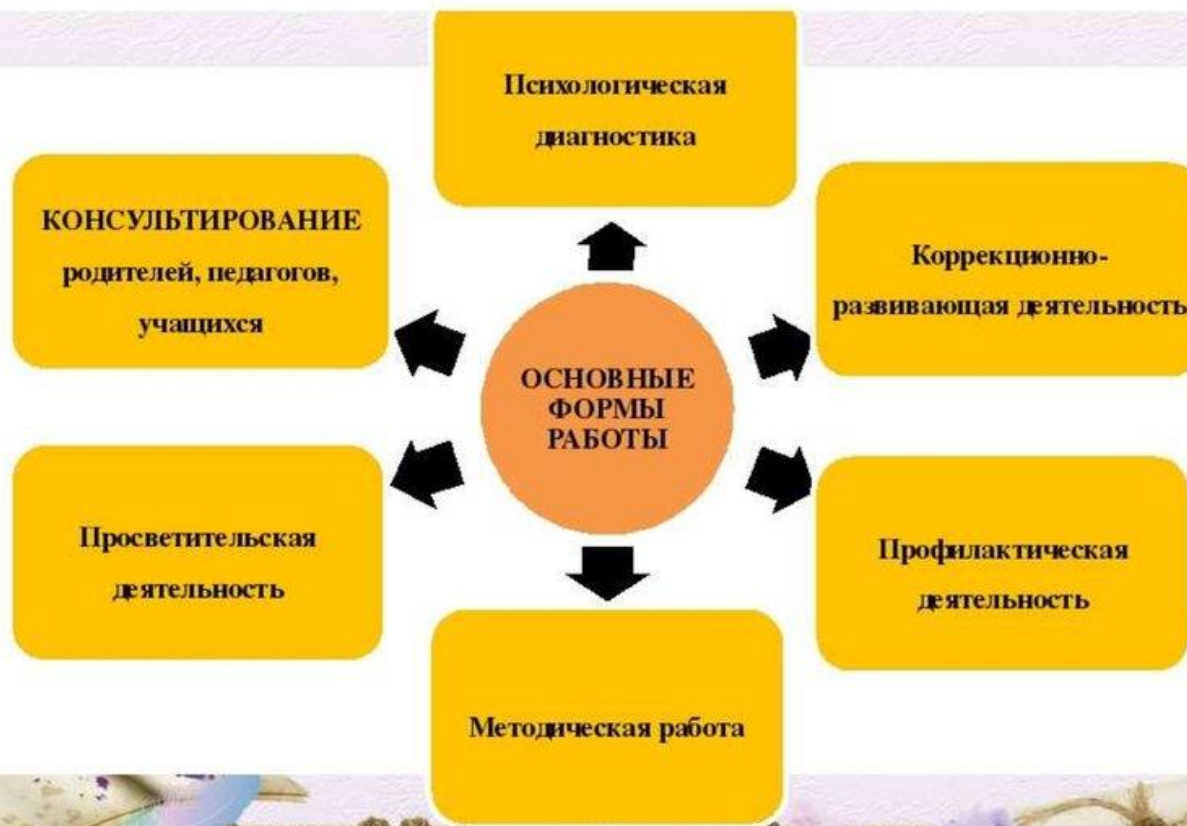 Психологическая
диагностика
КОНСУЛЬТИРОВАНИЕ
родителей, педагогов,
учащихся
Коррекционно-
развивающая деятельность
ОСНОВНЫЕ
ФОРМЫ
РАБОТЫ
Просветительская
деятельность
Профилактическая
деятельность
Методическая работа